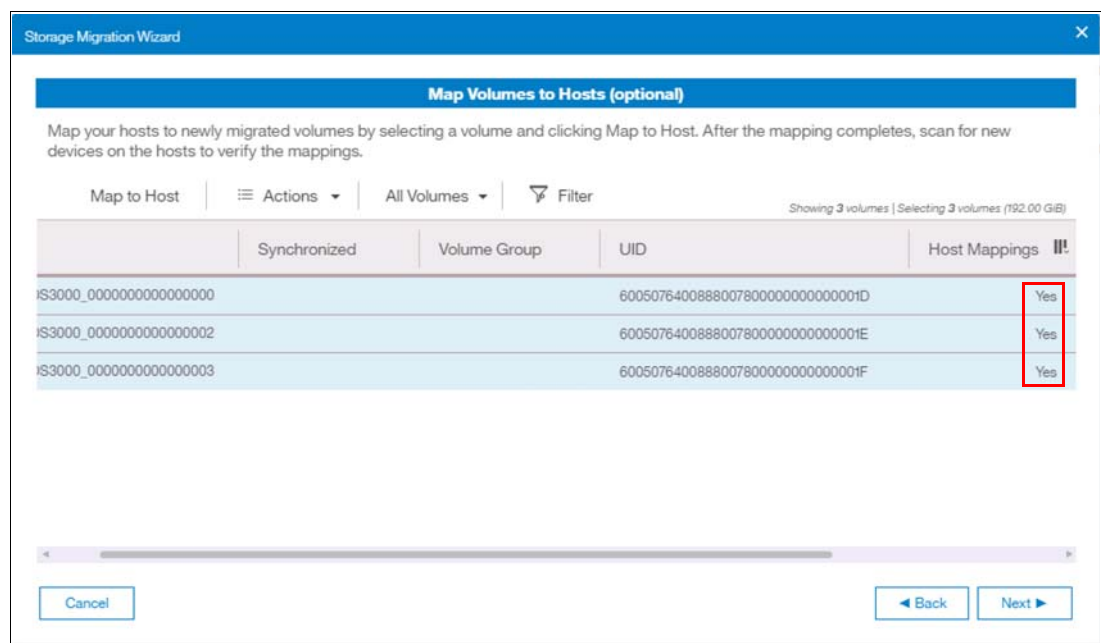 Storage Migration Wizard
Map Volumes to Hosts (optional)
Map your hosts to newly migrated volumes by selecting a volume and clicking Map to Host. After the mapping completes, scan for new
devices on the hosts to verify the mappings.
Map to Host Actions All Volumes Filter
Showing 3 volumes | Selecting 3 volumes (192.00 GiB)
Synchronized Volume Group UID Host Mappings
S3000_0000000000000000 6005076400888007800000000000001D Yes
S3000_0000000000000002 6005076400888007800000000000001E Yes
S3000_0000000000000003 6005076400888007800000000000001F Yes
Cancel Back Next